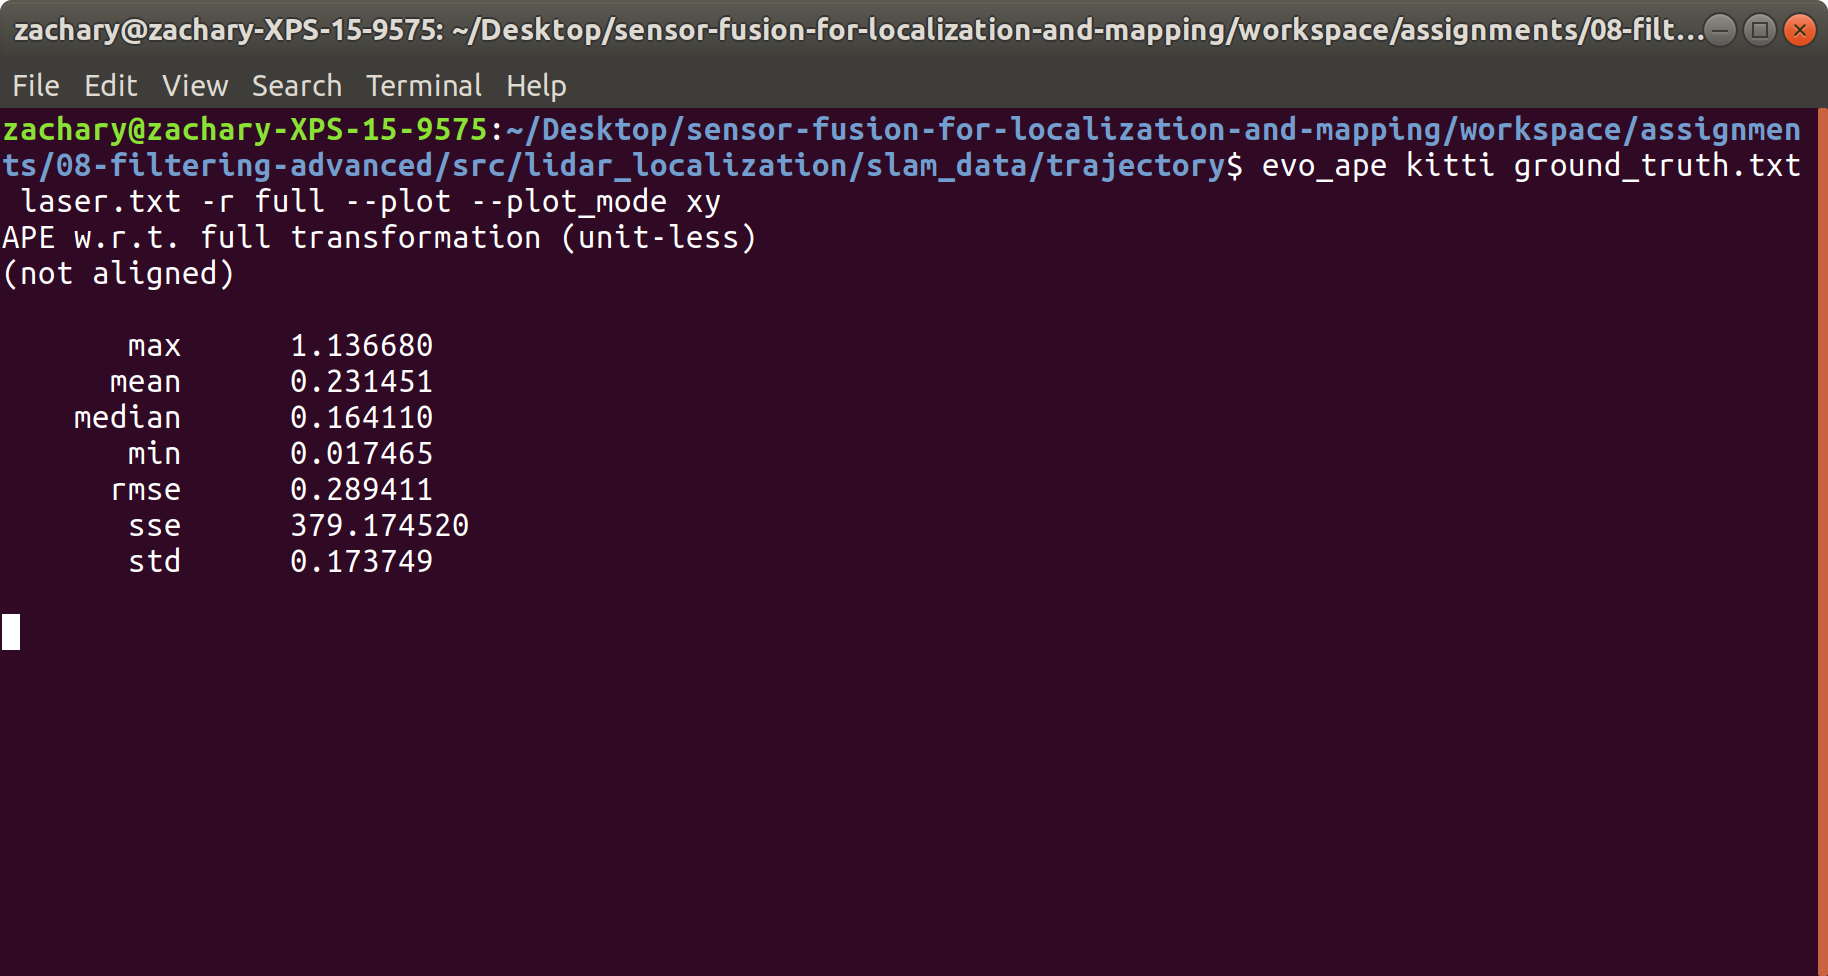 zachary@zachary-XPS-15-9575: ~/Desktop/sensor-fusion-for-localization-and-mapping/workspace/assignments/08-filt...
File Edit View Search Terminal Help
zachary@zachary-XPS-15-9575:~/Desktop/sensor-fusion-for-localization-and-mapping/workspace/assignmen
ts/08-filtering-advanced/src/lidar_localization/slam_data/trajectory$ evo_ape kitti ground_truth.txt
 laser.txt -r full --plot --plot_mode xy
APE w.r.t. full transformation (unit-less)
(not aligned)
max 1.136680
mean 0.231451
median 0.164110
min 0.017465
rmse 0.289411
sse 379.174520
std 0.173749